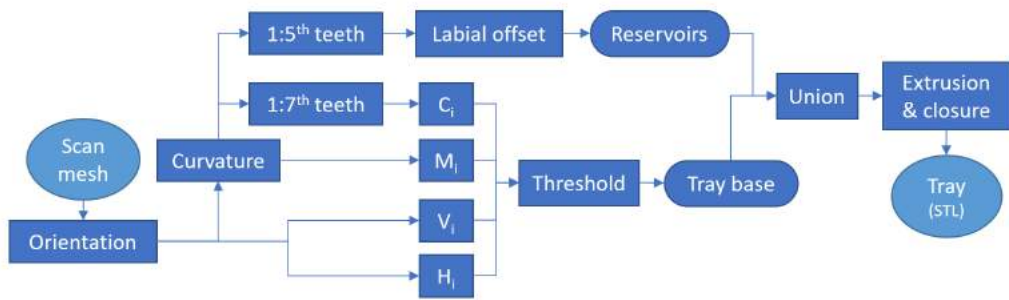 1:5th teeth
Labial offset
Reservoirs
1:7th teeth
Ci
Union
Extrusion
& closure
Scan
mesh
Curvature
Mi
Threshold
Tray base
Tray
(STL)
Orientation
Vi
Hi